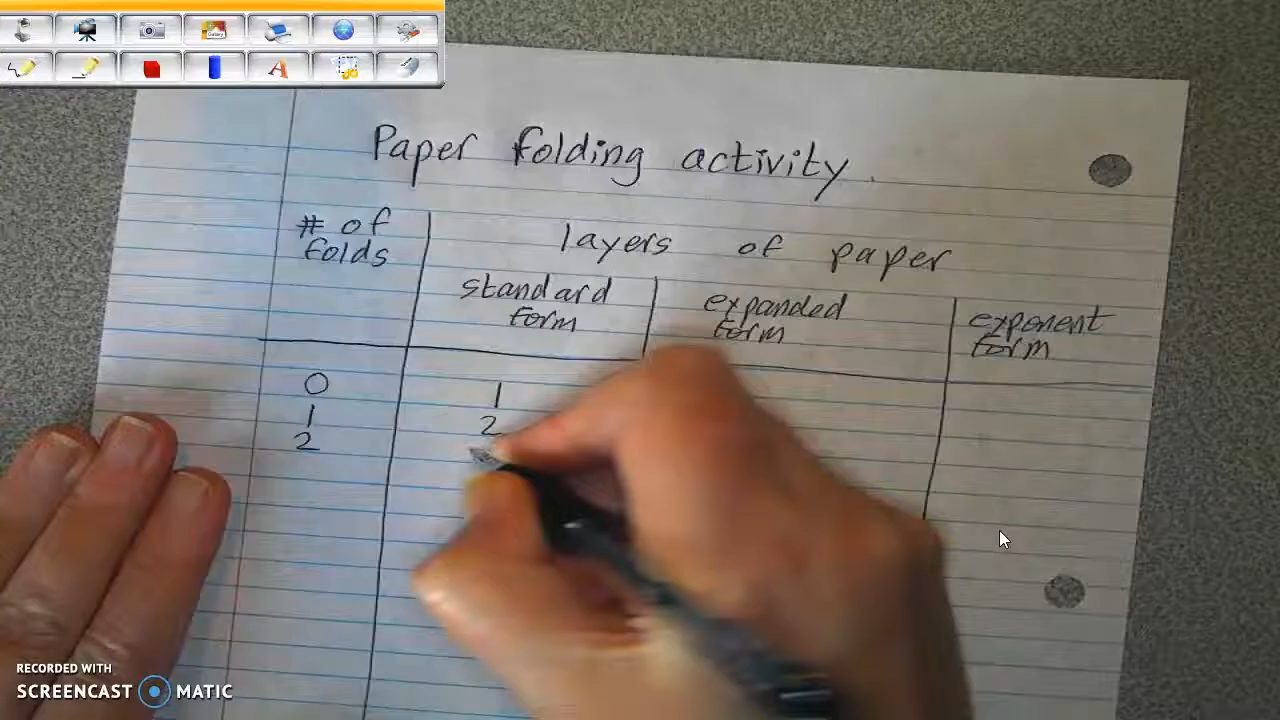 Paper folding activity.
# of
folds
layers of paper
standard
form
expanded
form
exponent
form
0 1
1 2
2
RECORDED WITH
SCREENCAST MATIC